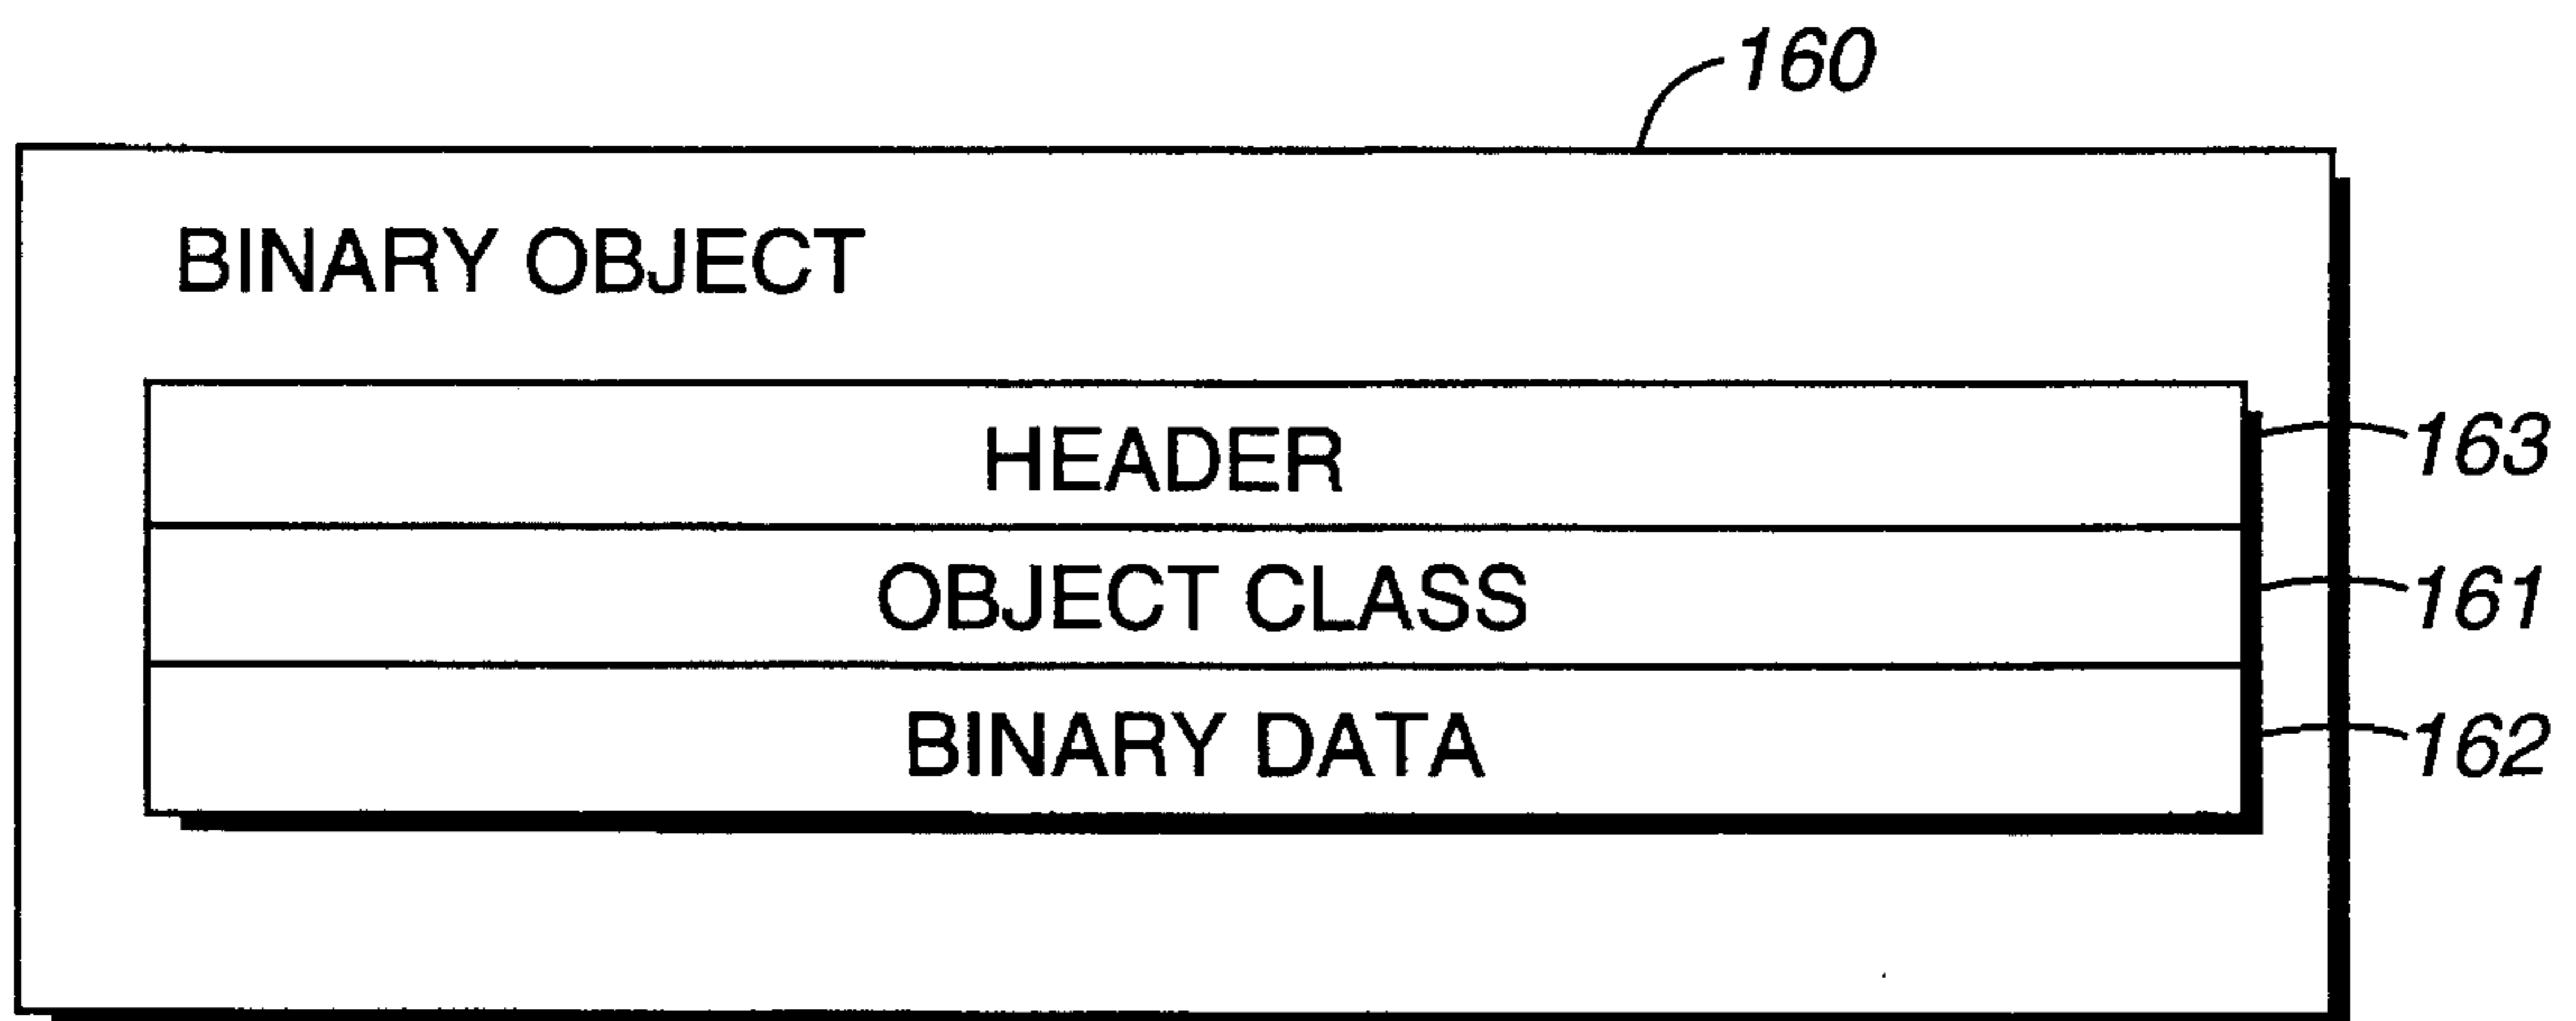 160
BINARY OBJECT
HEADER 163
OBJECT CLASS 161
BINARY DATA 162